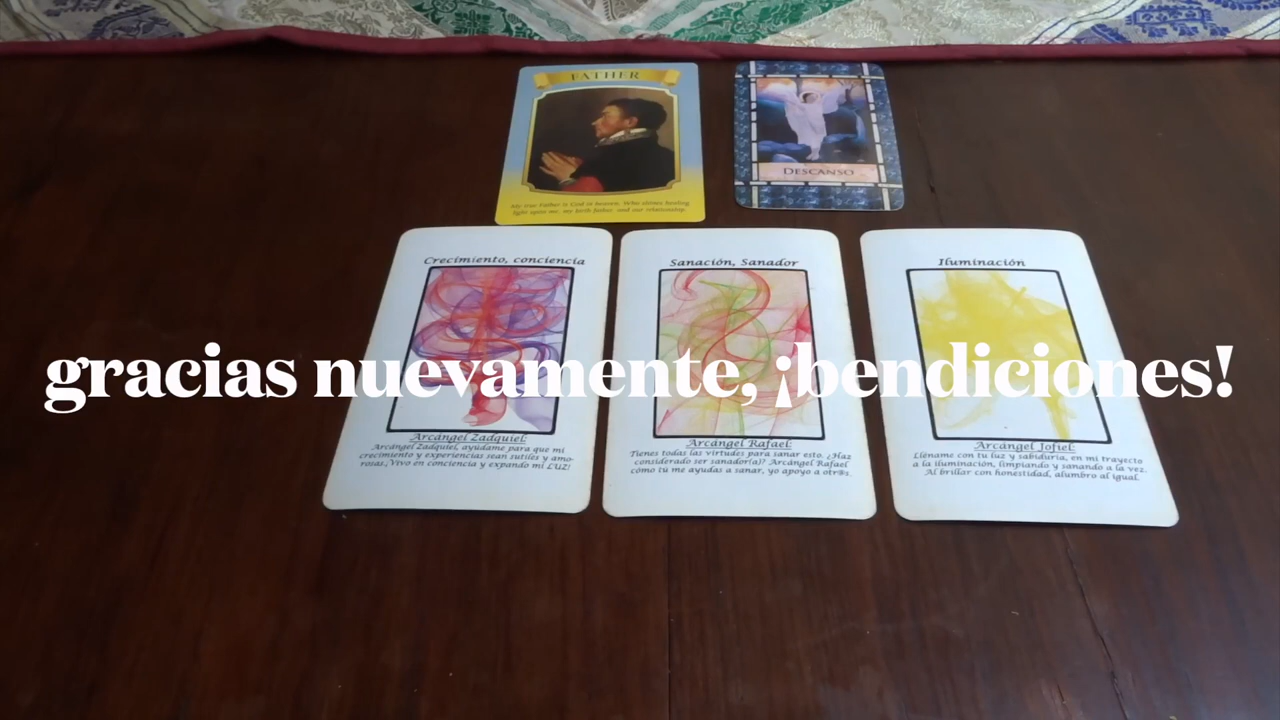 FATHER
My true Father is God in heaven, Who shines healing
light upon me, my birth father, and our relationship.
DESCANSO
Crecimiento, conciencia
Arcángel Zadquiel:
Arcángel Zadquiel, ayúdame para que mi
crecimiento y experiencias sean sutiles y amo-
rosas. Vivo en conciencia y expando mi LUZ!
Sanación, Sanador
Arcángel Rafael:
Tienes todas las virtudes para sanar esto. ¿Haz
considerado ser sanador(a)? Arcángel Rafael
cómo tu me ayudas a sanar, yo apoyo a otr@s.
Iluminación
Arcángel Jofiel:
Lléname con tu luz y sabiduría, en mi trayecto
a la iluminación, limpiando y sanando a la vez.
Al brillar con honestidad, alumbro al igual.
gracias nuevamente, ¡bendiciones!